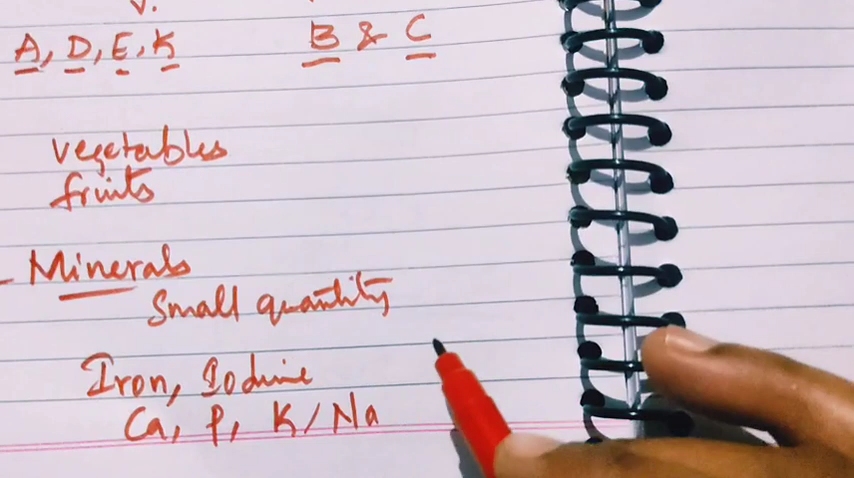 A, D, E, K B & C
vegetables
fruits
- Minerals
Small quantity
Iron, Iodine
Ca, P, K/Na